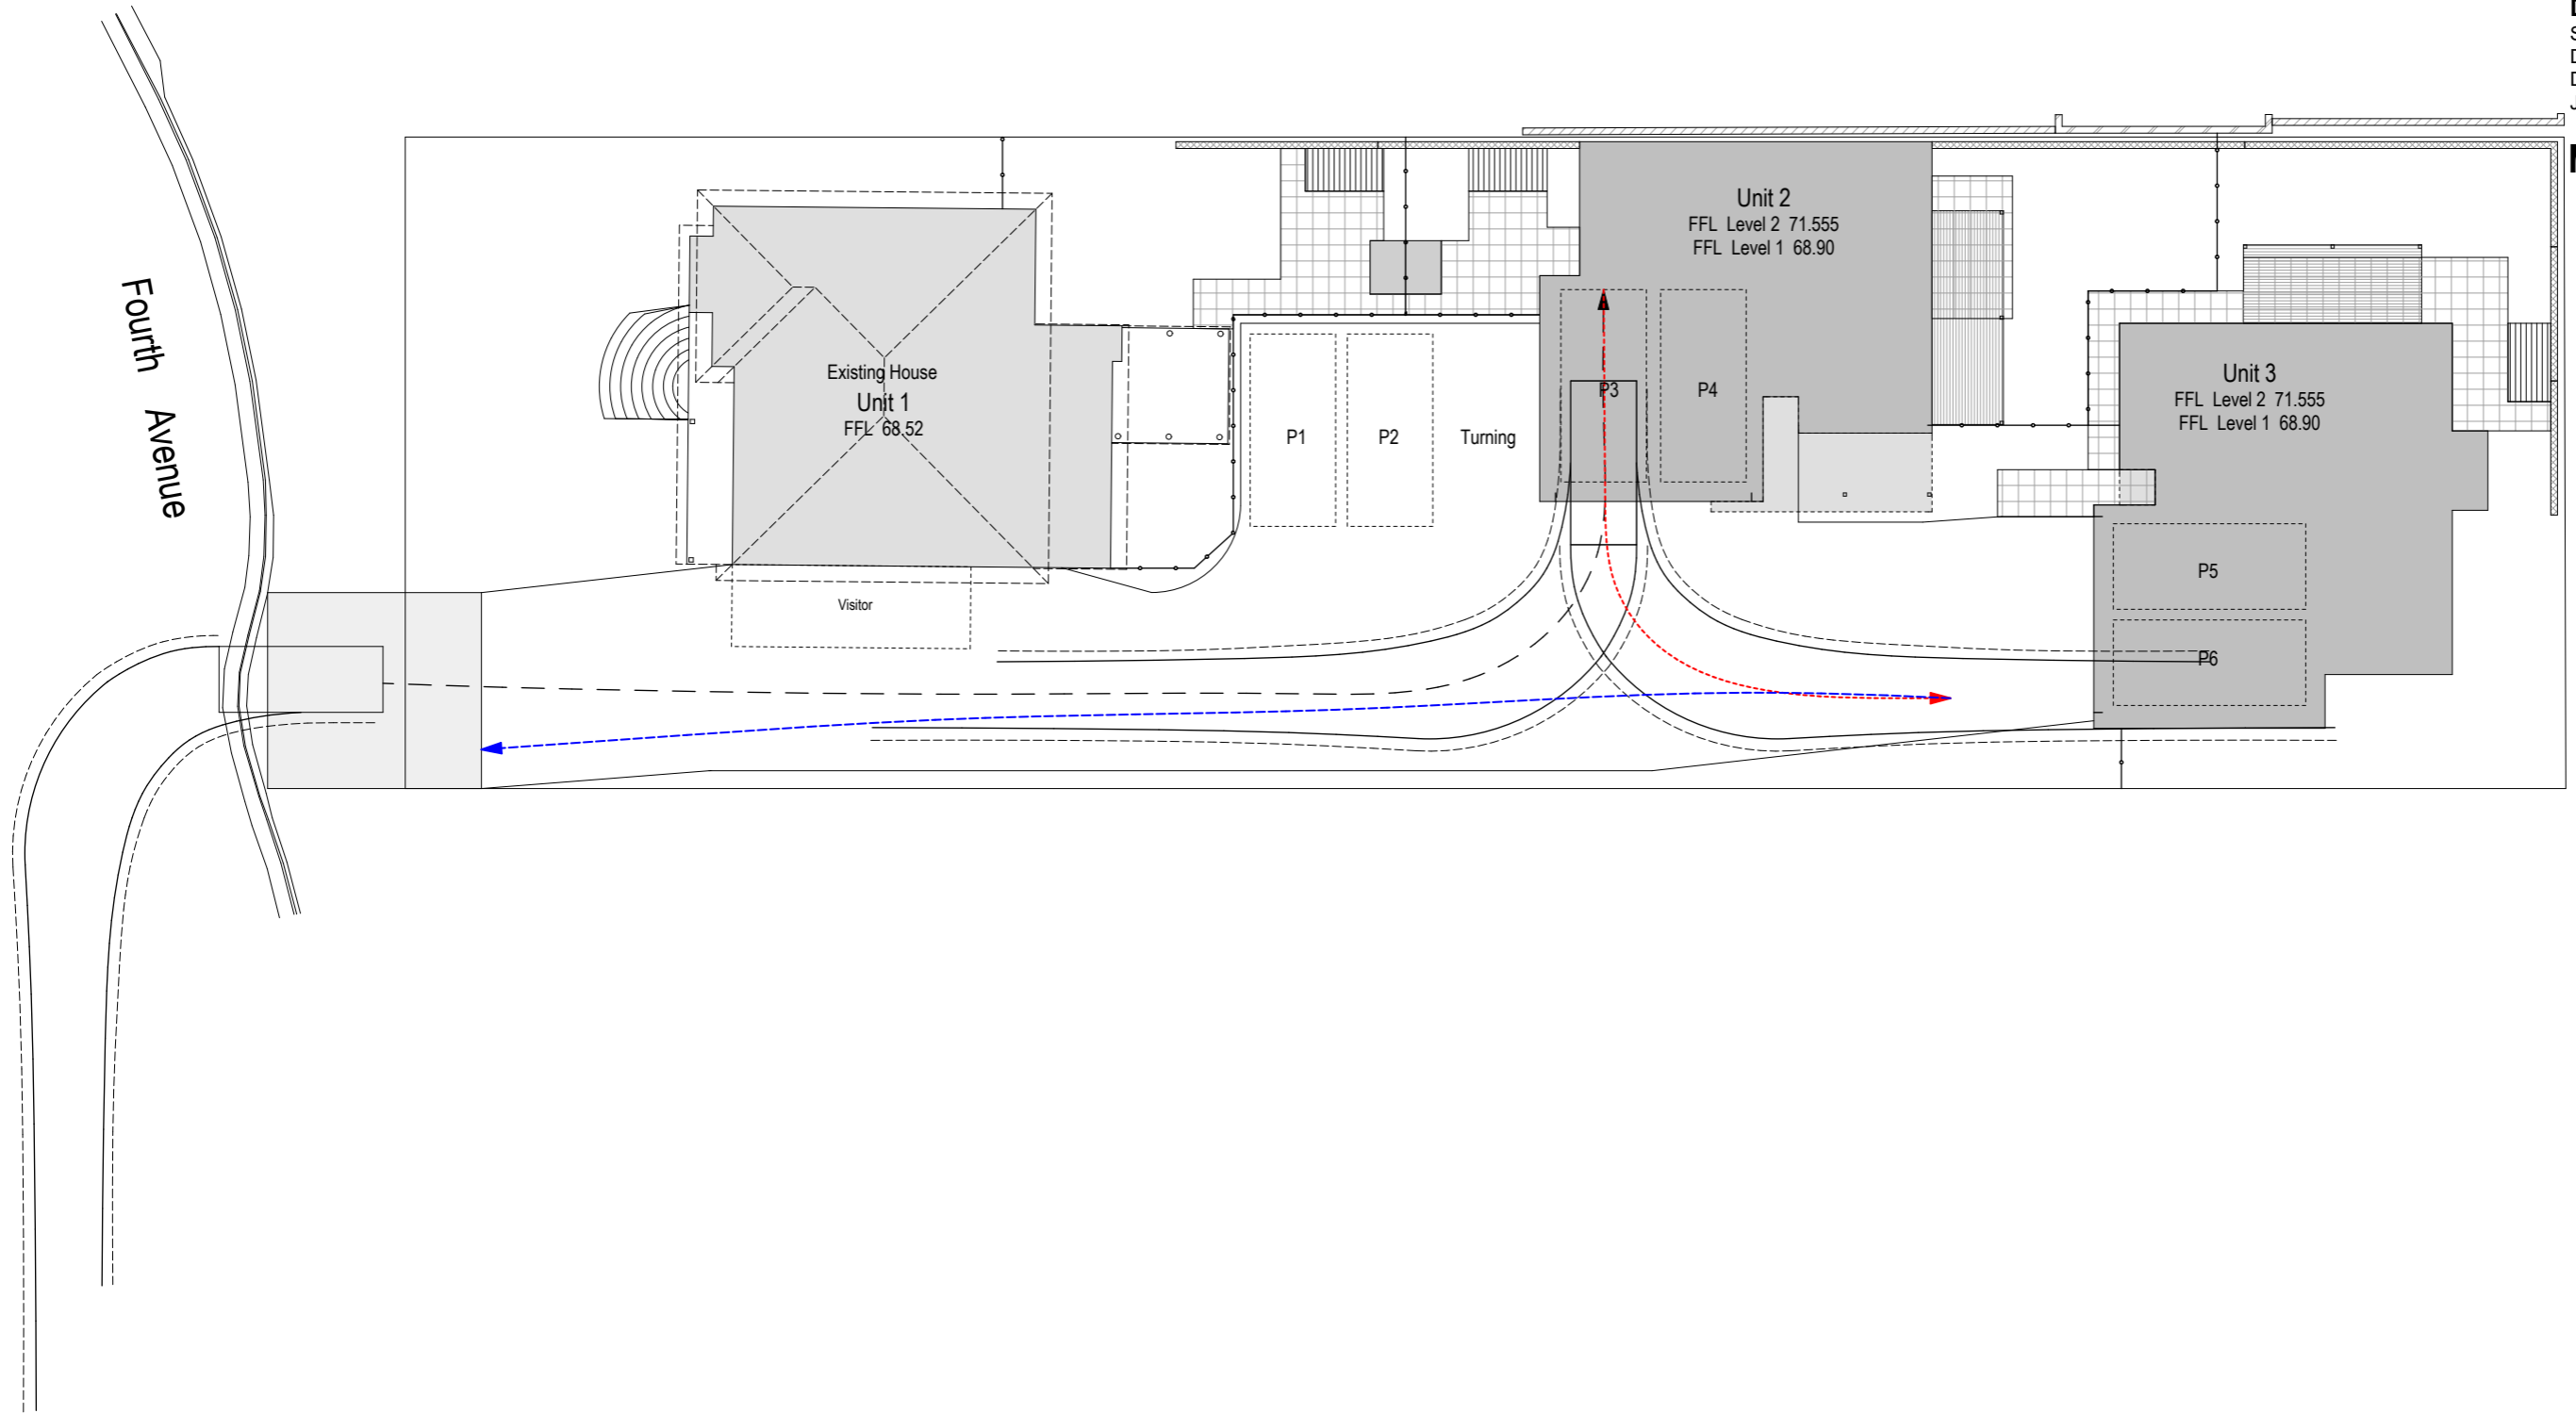 Fourth Avenue
Existing House
Unit 1
FFL 68.52
Visitor
P1
P2
Turning
Unit 2
FFL Level 2 71.555
FFL Level 1 68.90
P3
P4
Unit 3
FFL Level 2 71.555
FFL Level 1 68.90
P5
P6